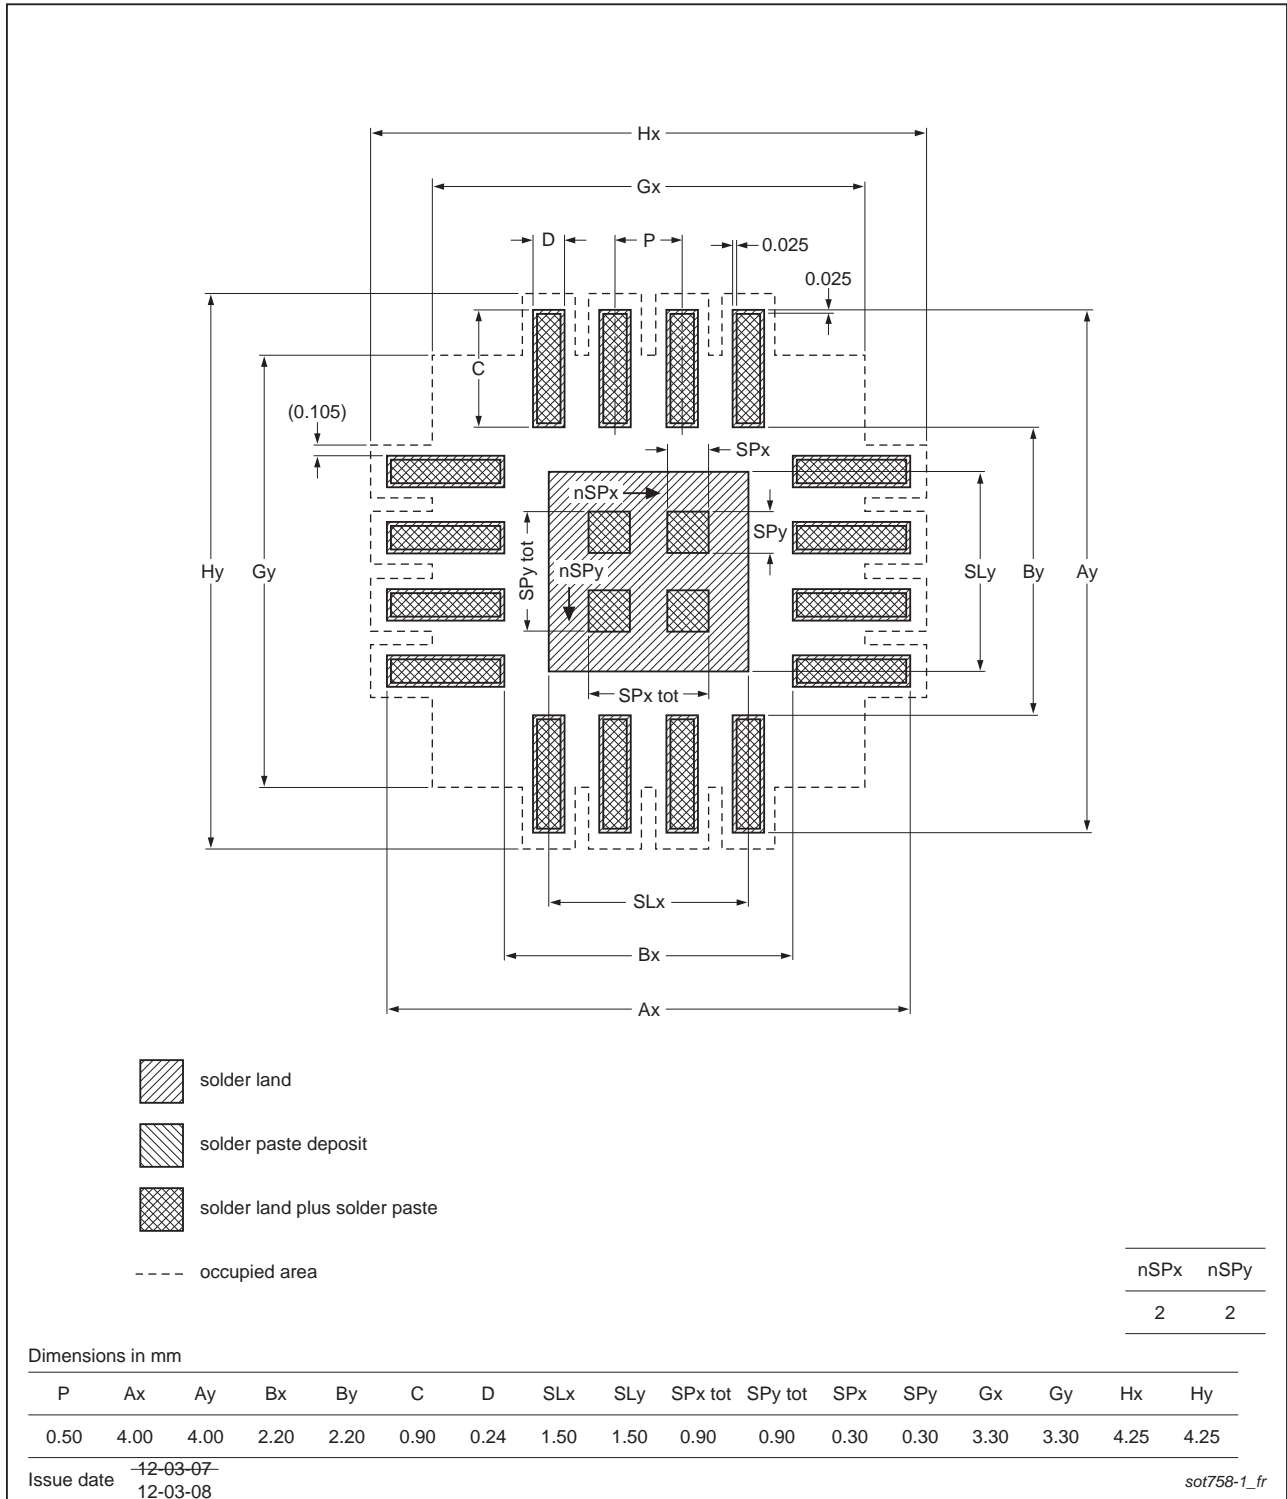 Hx
Gx
D
P
0.025
0.025
C
(0.105)
SPx
nSPx
SPy
SPy tot
nSPy
Hy
Gy
SLy
By
Ay
SPx tot
SLx
Bx
Ax
solder land
solder paste deposit
solder land plus solder paste
occupied area
nSPx nSPy
2 2
Dimensions in mm
P Ax Ay Bx By C D SLx SLy SPx tot SPy tot SPx SPy Gx Gy Hx Hy
0.50 4.00 4.00 2.20 2.20 0.90 0.24 1.50 1.50 0.90 0.90 0.30 0.30 3.30 3.30 4.25 4.25
Issue date 12-03-07
12-03-08
sot758-1_fr